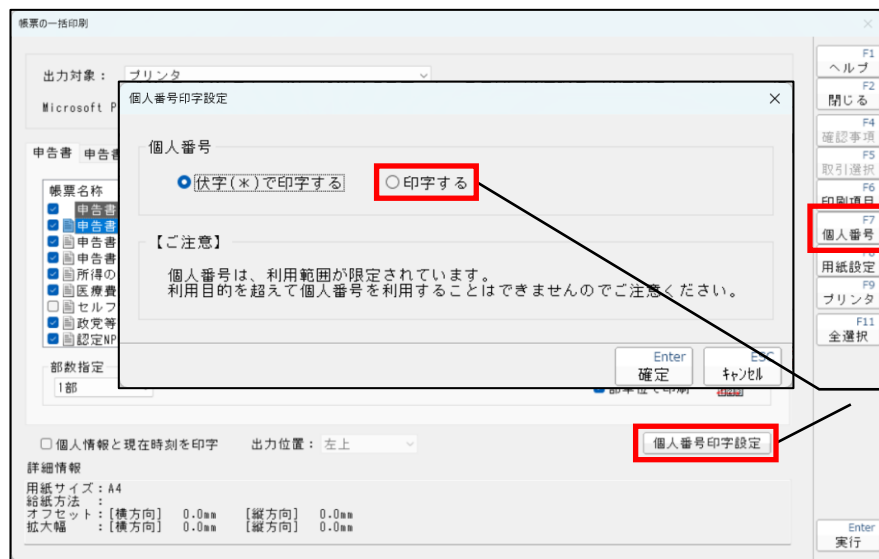 帳票の一括印刷
出力対象： プリンタ
Microsoft P
申告書 申告書
帳票名称
申告書
申告書
申告書
申告書
所得の
医療費
セルフ
政党等
認定NP
部数指定
1部
部単位で印刷
個人番号印字設定
個人番号
伏字(＊)で印字する 印字する
【ご注意】
個人番号は、利用範囲が限定されています。
利用目的を超えて個人番号を利用することはできませんのでご注意ください。
Enter
確定
ESC
ｷｬﾝｾﾙ
個人情報と現在時刻を印字 出力位置： 左上
個人番号印字設定
詳細情報
用紙サイズ：A4
給紙方法 ：
オフセット：[横方向] 0.0mm [縦方向] 0.0mm
拡大幅 ：[横方向] 0.0mm [縦方向] 0.0mm
F1
ヘルプ
F2
閉じる
F4
確認事項
F5
取引選択
F6
印刷項目
F7
個人番号
F8
用紙設定
F9
プリンタ
F11
全選択
Enter
実行